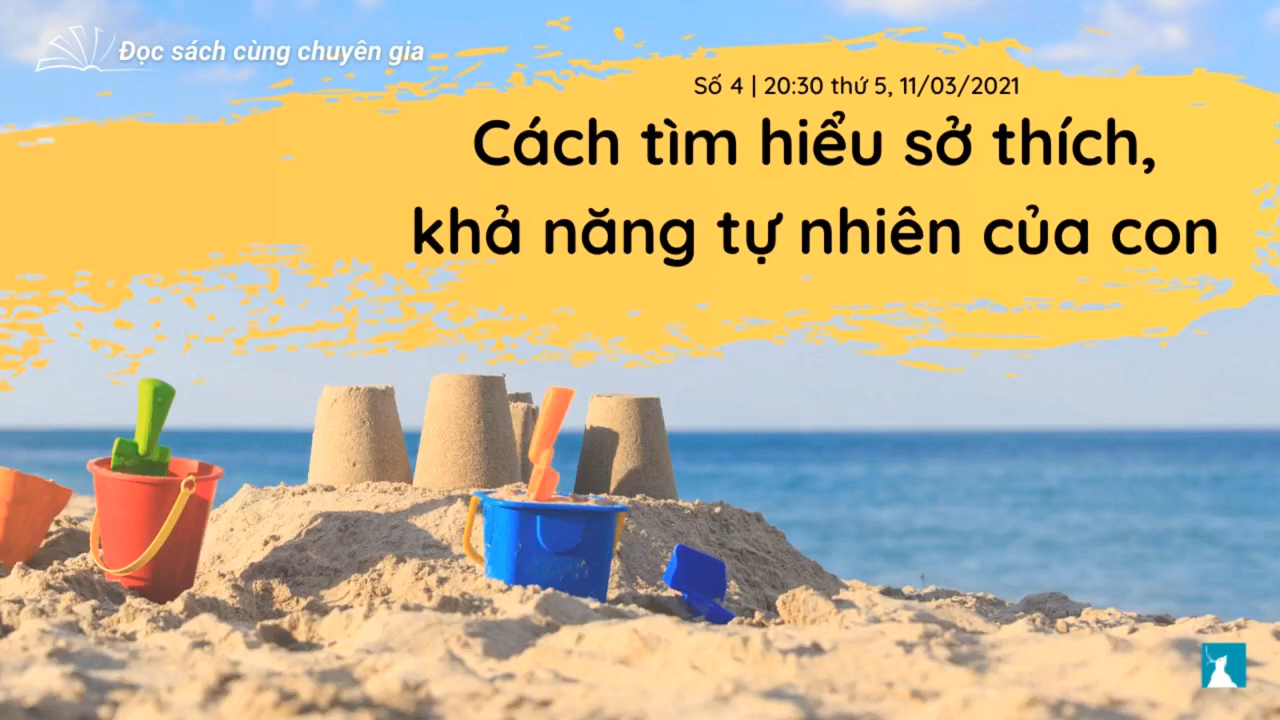 Đọc sách cùng chuyên gia
Số 4 | 20:30 thứ 5, 11/03/2021
Cách tìm hiểu sở thích,
khả năng tự nhiên của con